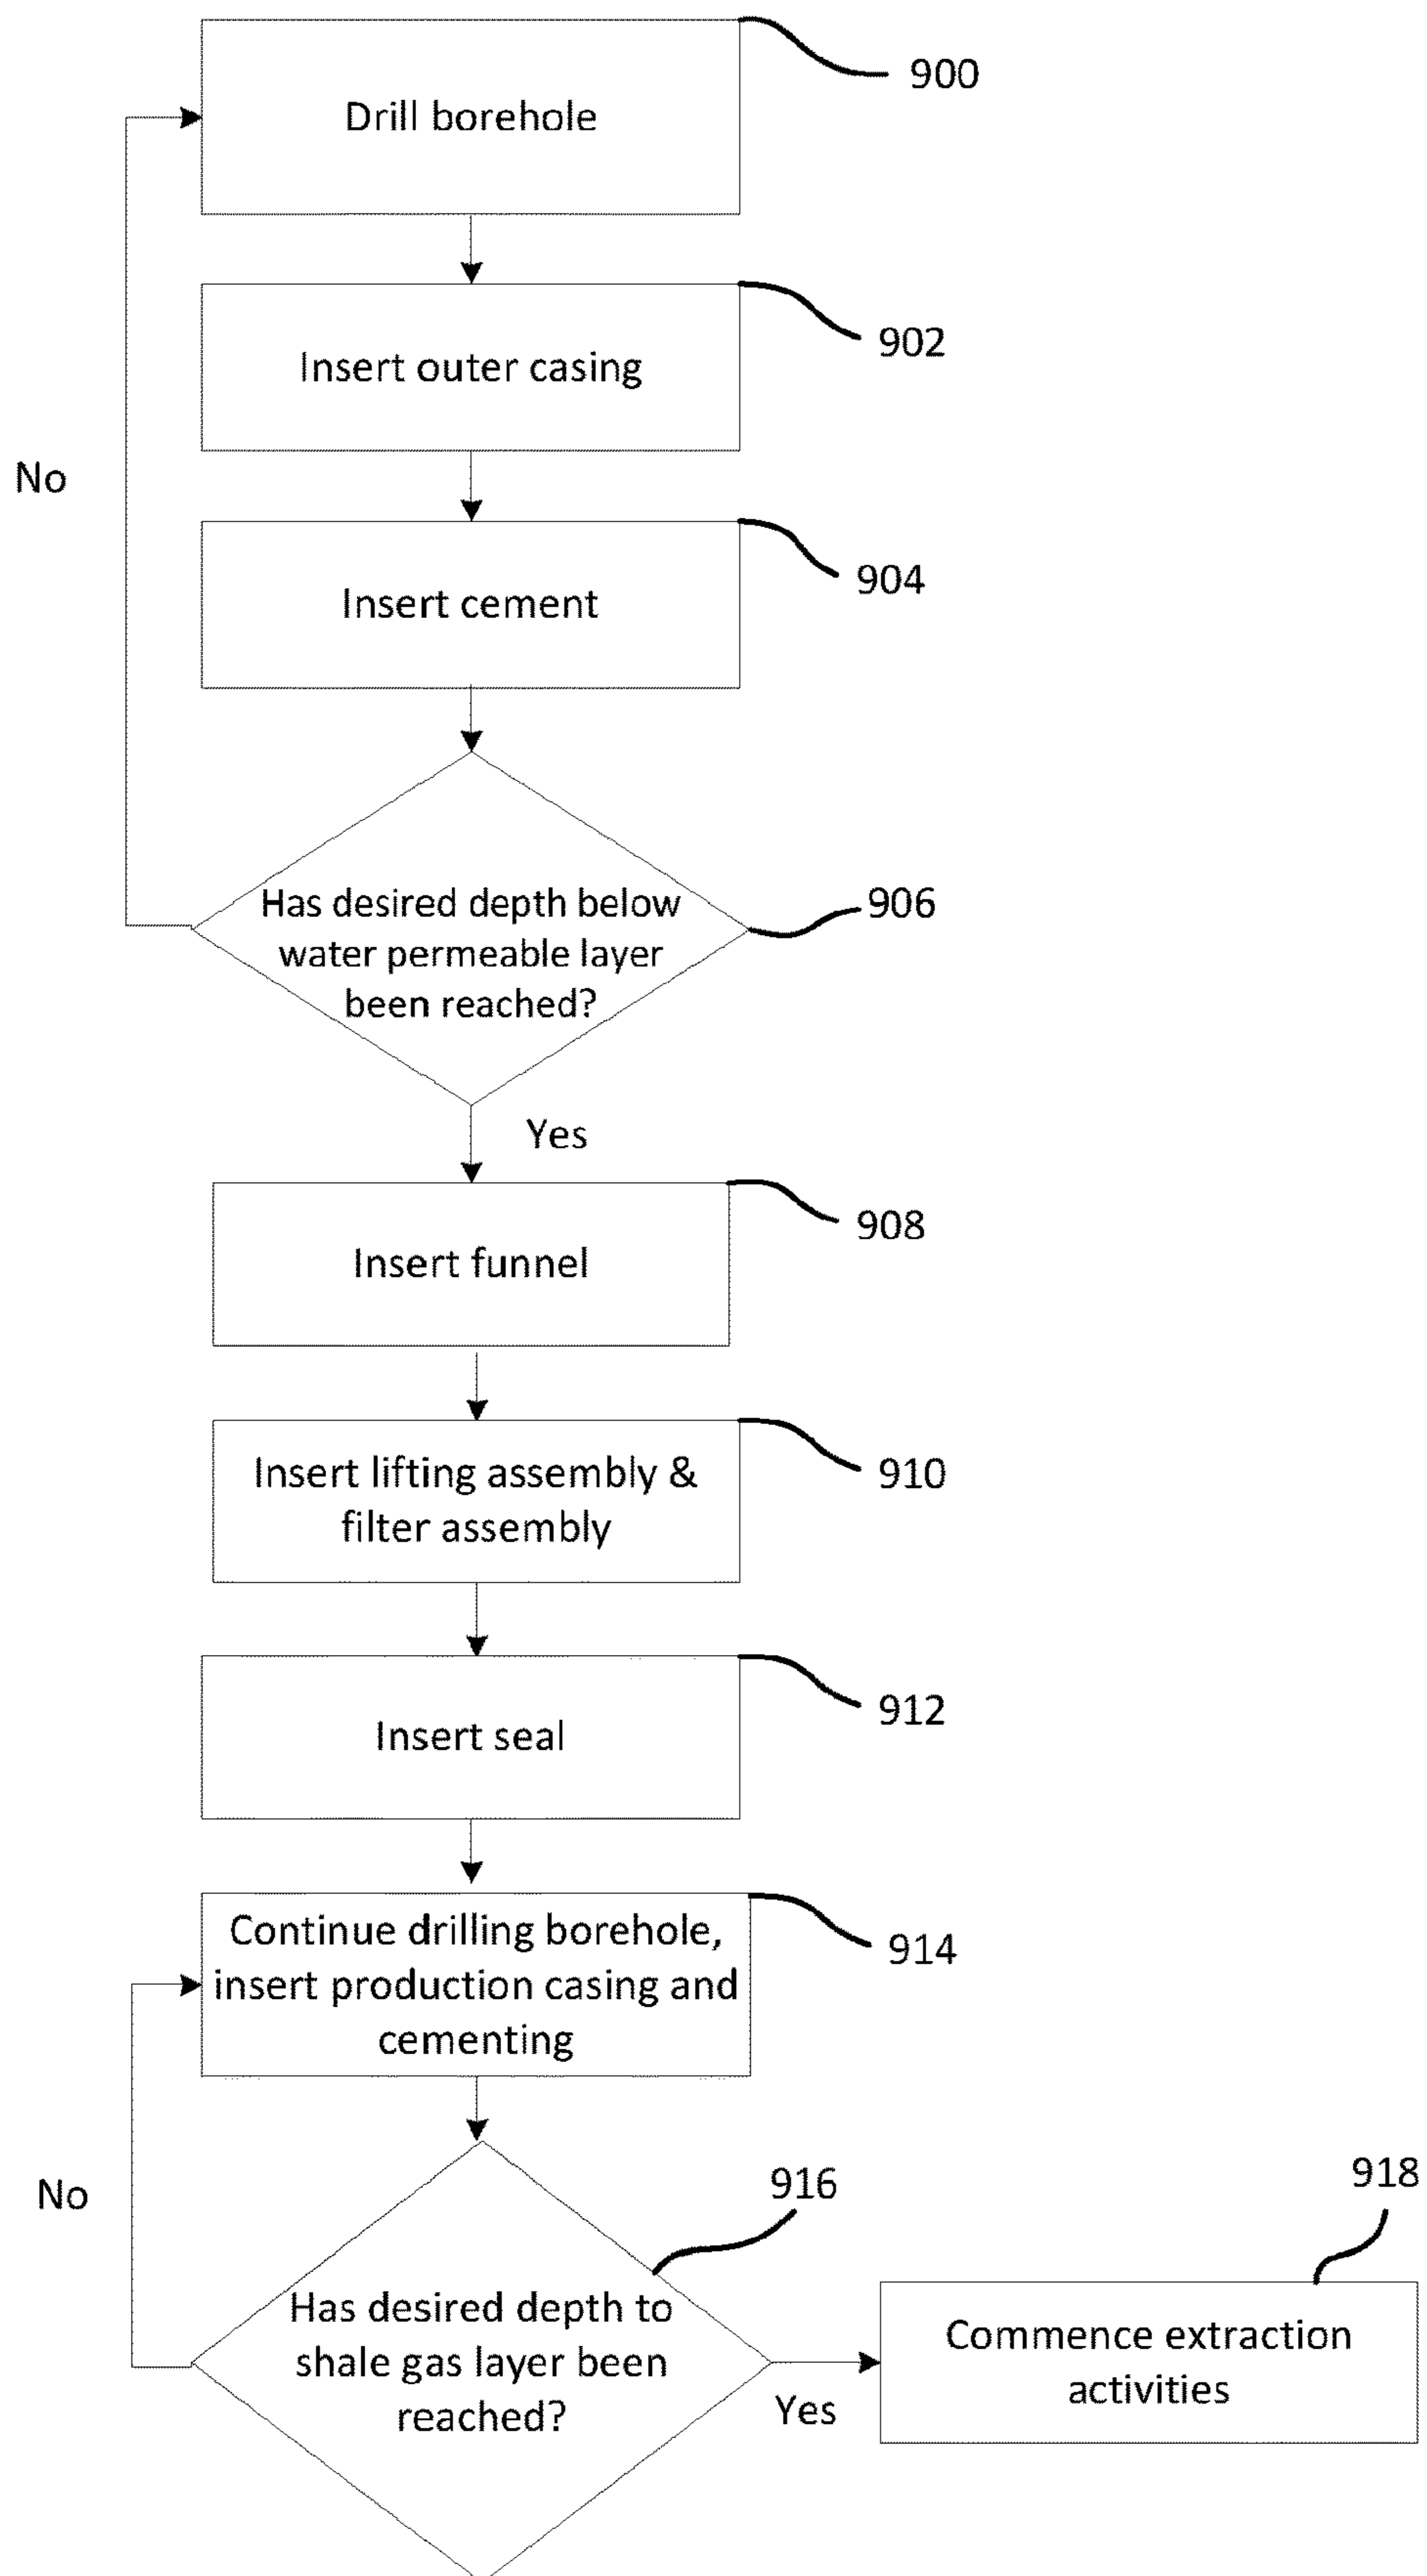 900
Drill borehole
902
Insert outer casing
No
904
Insert cement
906
Has desired depth below
water permeable layer
been reached?
Yes
908
Insert funnel
910
Insert lifting assembly &
filter assembly
912
Insert seal
914
Continue drilling borehole,
insert production casing and
cementing
No
916
918
Has desired depth to
shale gas layer been
reached?
Yes
Commence extraction
activities